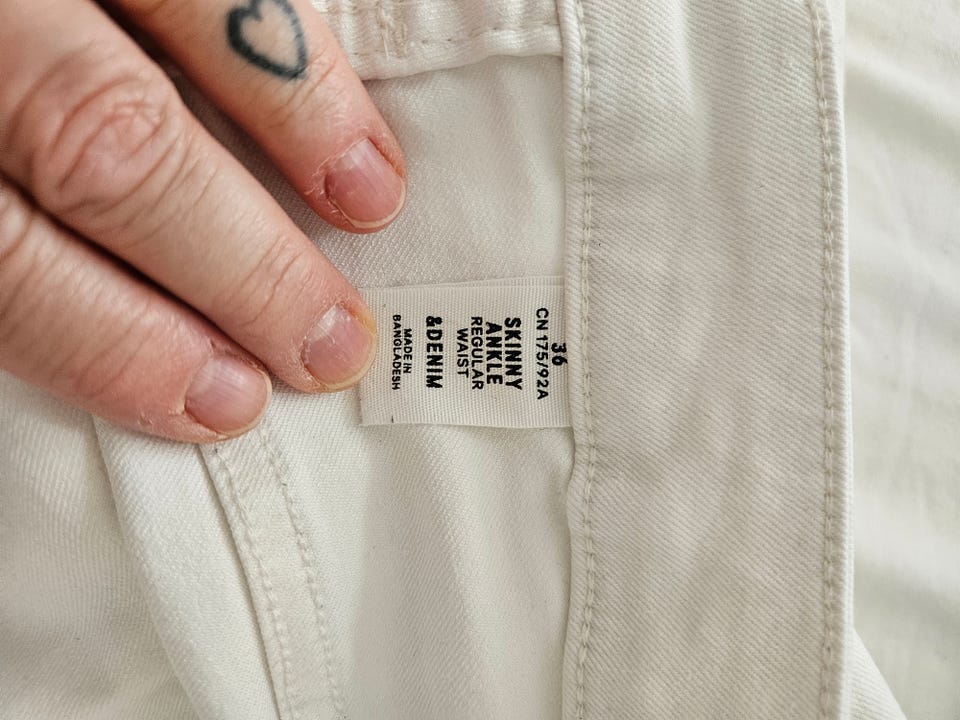 36
CN 175/92A
SKINNY
ANKLE
REGULAR
WAIST
&DENIM
MADE IN
BANGLADESH